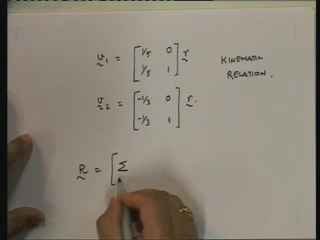 v1 = [ 1/5 0 ; 1/5 1 ] r KINEMATIC
RELATION.
v2 = [ -1/3 0 ; -1/3 1 ] r.
R = [ Σ